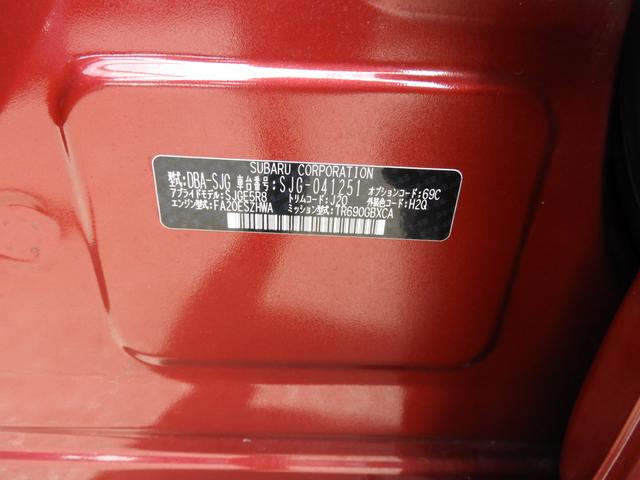 SUBARU CORPORATION
型式:DBA-SJG 車台番号:SJG-041251 オプションコード:69C
アプライドモデル:SJGE5R8 トリムコード:J20 外装色コード:H2Q
エンジン型式:FA20ESZHWA ミッション型式:TR690GBXCA